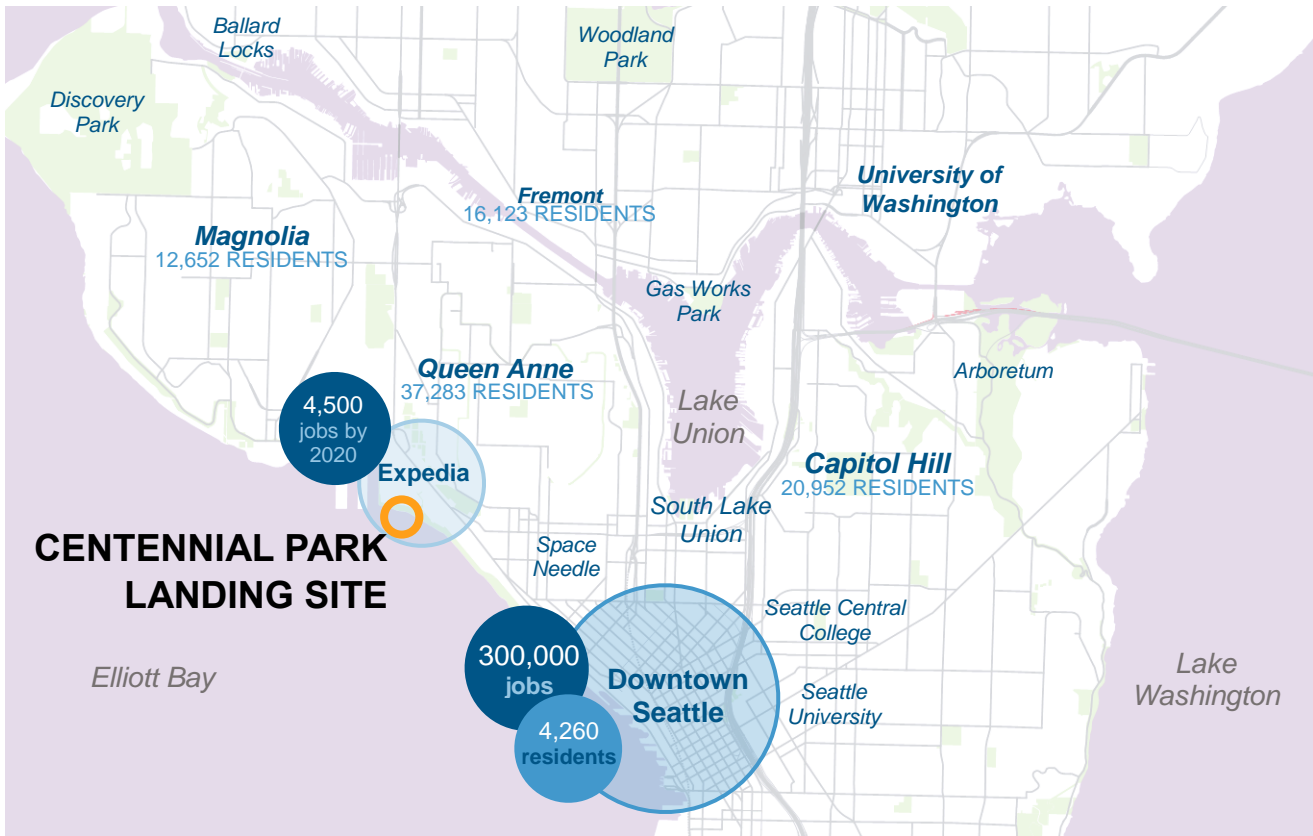 Ballard
Locks
Woodland
Park
Discovery
Park
University of
Washington
Fremont
16,123 RESIDENTS
Magnolia
12,652 RESIDENTS
Gas Works
Park
Queen Anne
37,283 RESIDENTS
Arboretum
Lake
Union
4,500
jobs by
2020
Expedia
Capitol Hill
20,952 RESIDENTS
South Lake
Union
CENTENNIAL PARK
LANDING SITE
Space
Needle
Seattle Central
College
300,000
jobs
Downtown
Seattle
Elliott Bay
Lake
Washington
Seattle
University
4,260
residents